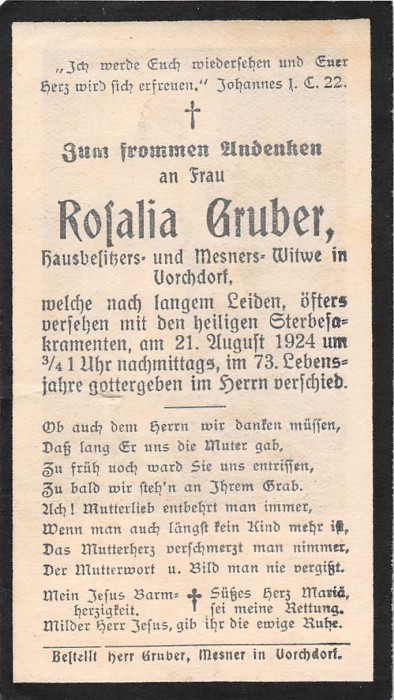 „Ich werde Euch wiedersehen und Euer
Herz wird sich erfreuen." Johannes I. C. 22.
†
Zum frommen Andenken
an Frau
Rosalia Gruber,
Hausbesitzers- und Mesners-Witwe in
Vorchdorf,
welche nach langem Leiden, öfters
versehen mit den heiligen Sterbesa-
kramenten, am 21. August 1924 um
3/4 1 Uhr nachmittags, im 73. Lebens-
jahre gottergeben im Herrn verschied.
Ob auch dem Herrn wir danken müssen,
Daß lang Er uns die Muter gab,
Zu früh noch ward Sie uns entrissen,
Zu bald wir steh'n an Ihrem Grab.
Ach! Mutterlieb entbehrt man immer,
Wenn man auch längst kein Kind mehr is,
Das Mutterherz verschmerzt man nimmer,
Der Mutterwort u. Bild man nie vergißt.
Mein Jesus Barm- † Süßes Herz Mariä,
herzigkeit. sei meine Rettung.
Milder Herr Jesus, gib ihr die ewige Ruhe.
Bestellt Herr Gruber, Mesner in Vorchdorf.